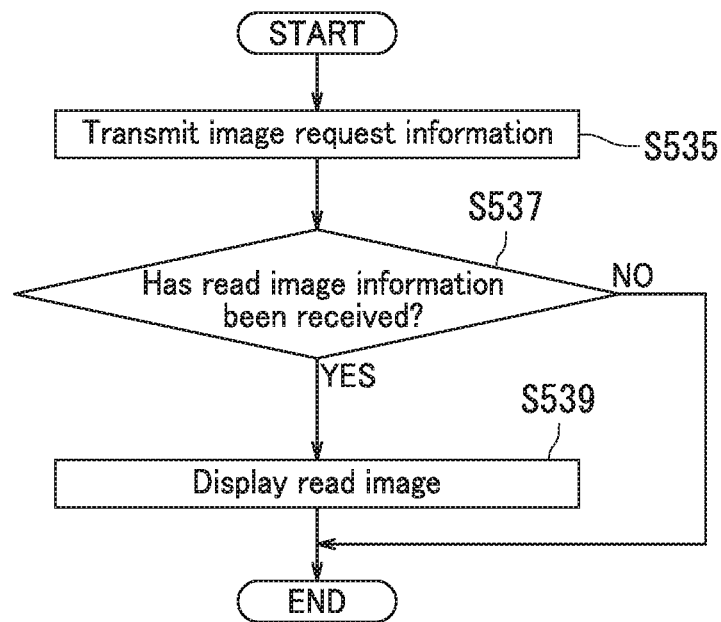 START
Transmit image request information
S535
S537
Has read image information
been received?
NO
YES
S539
Display read image
END